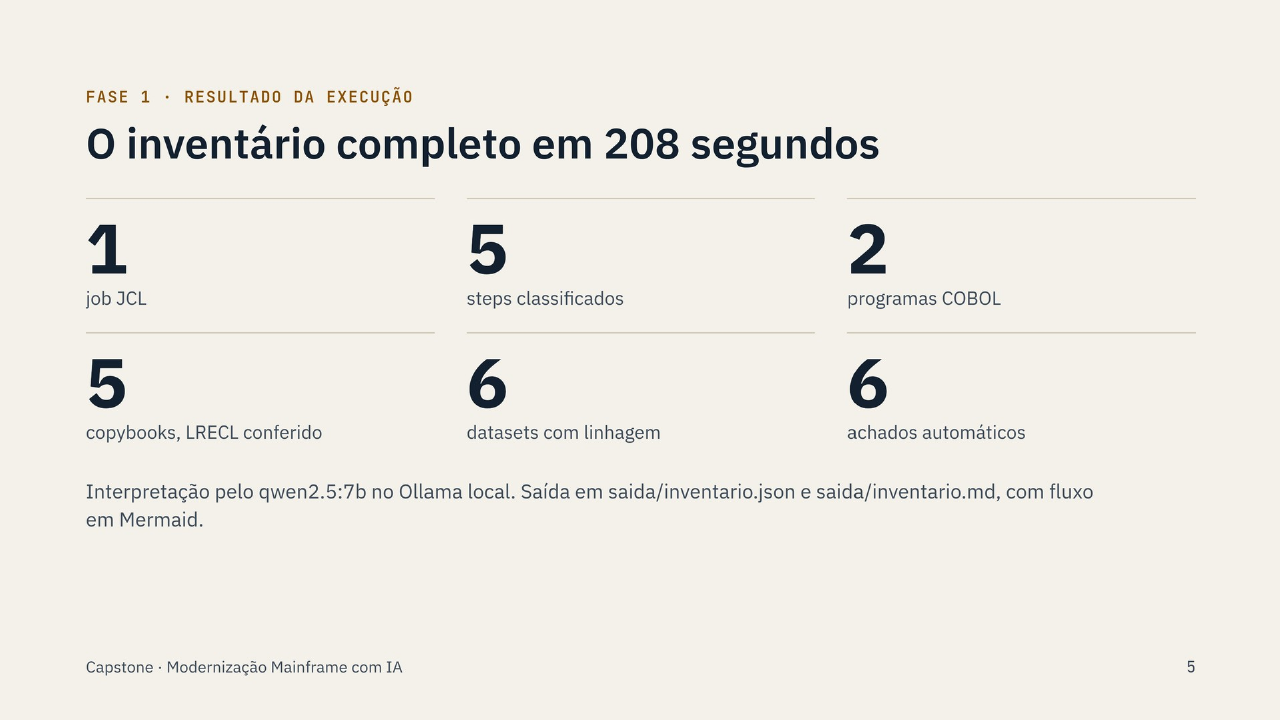 FASE 1 · RESULTADO DA EXECUÇÃO
O inventário completo em 208 segundos
1
job JCL
5
steps classificados
2
programas COBOL
5
copybooks, LRECL conferido
6
datasets com linhagem
6
achados automáticos
Interpretação pelo qwen2.5:7b no Ollama local. Saída em saida/inventario.json e saida/inventario.md, com fluxo
em Mermaid.
Capstone · Modernização Mainframe com IA
5